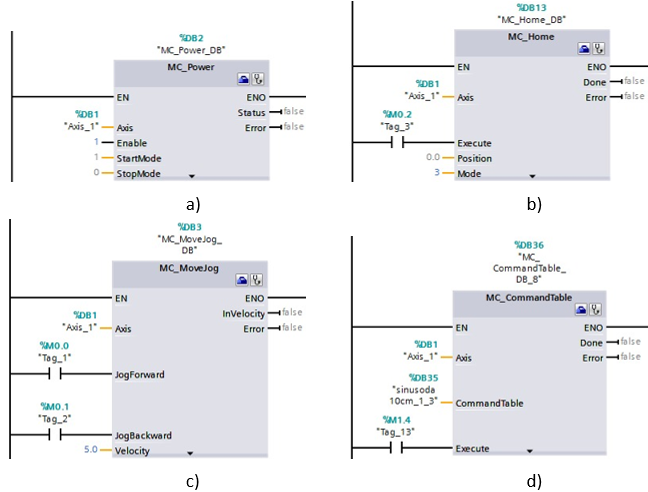 %DB2
"MC_Power_DB"
MC_Power
EN ENO
Status false
%DB1
"Axis_1" Axis Error false
1 Enable
1 StartMode
0 StopMode
a)
%DB13
"MC_Home_DB"
MC_Home
EN ENO
Done false
%DB1
"Axis_1" Axis Error false
%M0.2
"Tag_3"
Execute
0.0 Position
3 Mode
b)
%DB3
"MC_MoveJog_
DB"
MC_MoveJog
EN ENO
InVelocity false
%DB1
"Axis_1" Axis Error false
%M0.0
"Tag_1"
JogForward
%M0.1
"Tag_2"
JogBackward
5.0 Velocity
c)
%DB36
"MC_
CommandTable_
DB_8"
MC_CommandTable
EN ENO
Done false
%DB1
"Axis_1" Axis Error false
%DB35
"sinusoda
10cm_1_3" CommandTable
%M1.4
"Tag_13"
Execute
d)